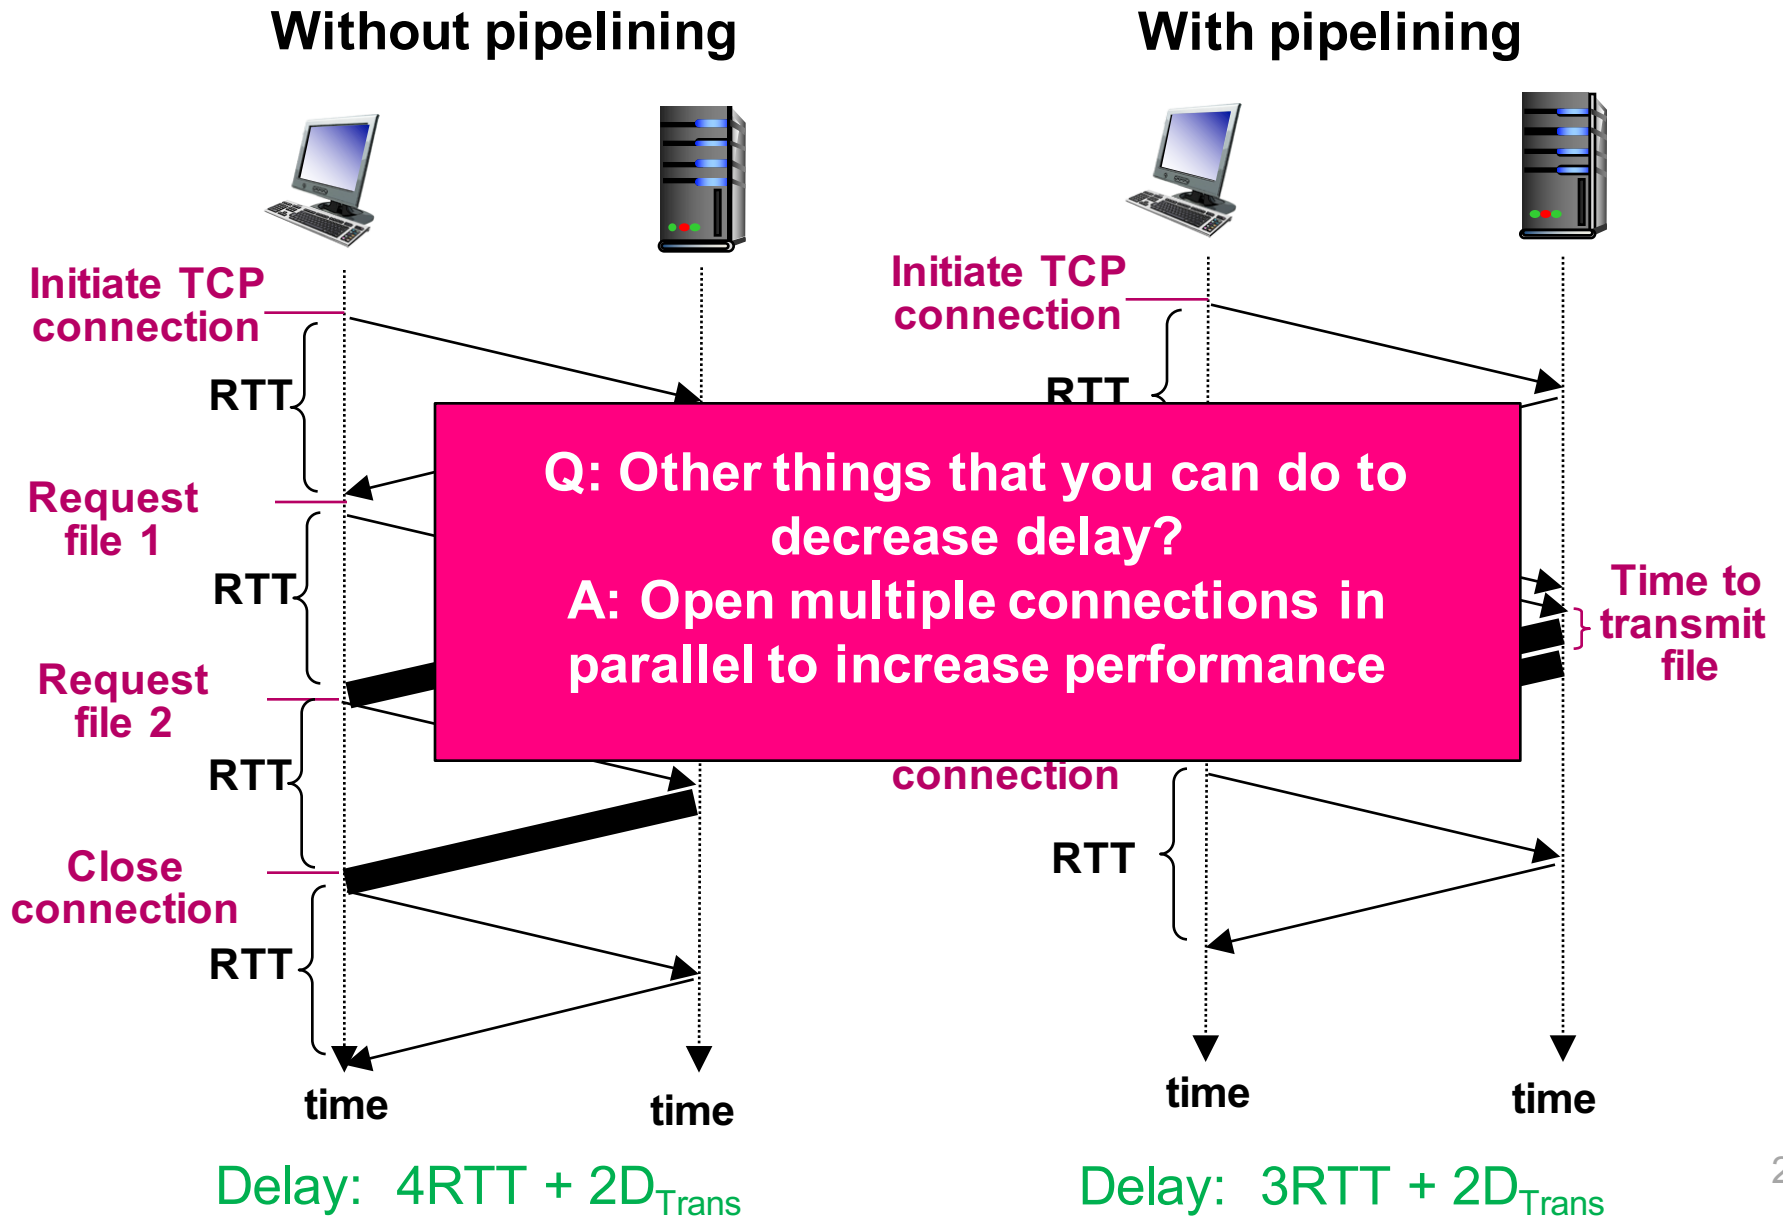 Without pipelining
With pipelining
Initiate TCP
connection
RTT
Request
file 1
RTT
Request
file 2
RTT
Close
connection
RTT
time
time
Delay: 4RTT + 2D_Trans
Initiate TCP
connection
RTT
Q: Other things that you can do to
decrease delay?
A: Open multiple connections in
parallel to increase performance
Time to
transmit
file
connection
RTT
time
time
Delay: 3RTT + 2D_Trans